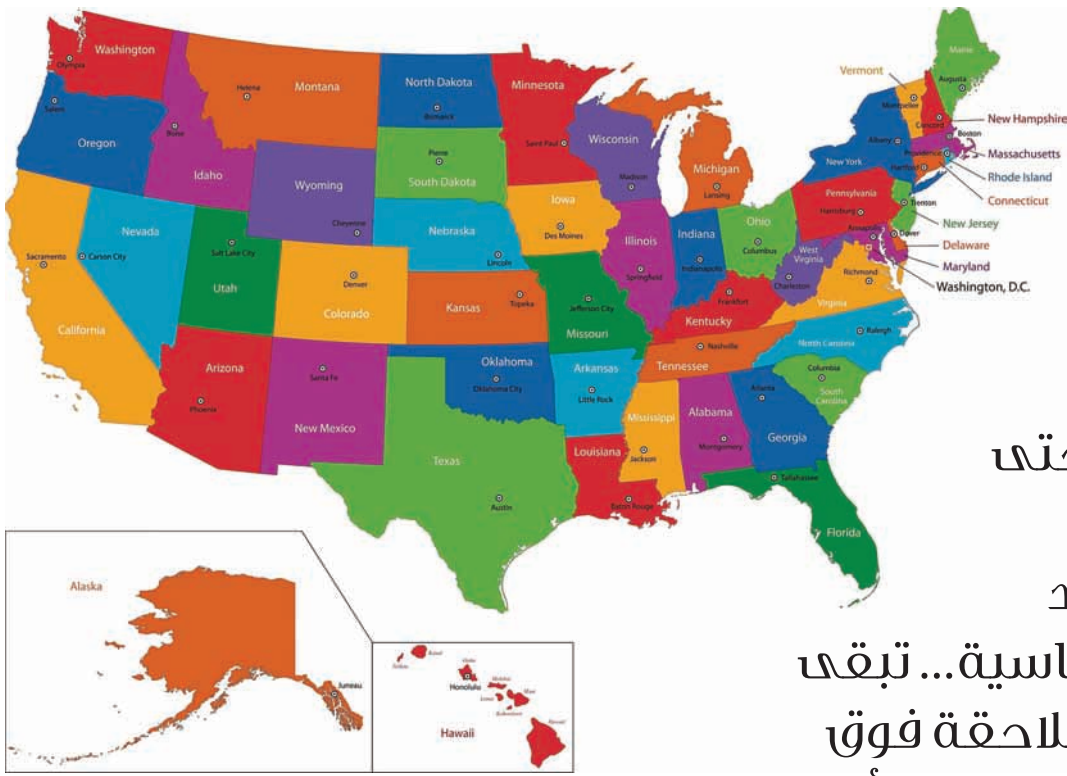 Washington
Olympia
Montana
Helena
North Dakota
Bismarck
Minnesota
Saint Paul
Maine
Augusta
Vermont
Montpelier
Concord
New Hampshire
Boston
Massachusetts
Salem
Oregon
Boise
Idaho
Wyoming
Cheyenne
Pierre
South Dakota
Wisconsin
Madison
Michigan
Lansing
Albany
New York
Providence
Hartford
Rhode Island
Connecticut
Pennsylvania
Harrisburg
Trenton
New Jersey
Iowa
Des Moines
Nebraska
Lincoln
Nevada
Carson City
Sacramento
California
Salt Lake City
Utah
Denver
Colorado
Kansas
Topeka
Illinois
Springfield
Indiana
Indianapolis
Ohio
Columbus
West
Virginia
Charleston
Annapolis
Dover
Delaware
Maryland
Washington, D.C.
Richmond
Virginia
Jefferson City
Missouri
Frankfort
Kentucky
Nashville
Tennessee
Raleigh
North Carolina
Columbia
South
Carolina
Arizona
Phoenix
Santa Fe
New Mexico
Oklahoma
Oklahoma City
Arkansas
Little Rock
Mississippi
Jackson
Alabama
Montgomery
Atlanta
Georgia
Texas
Austin
Louisiana
Baton Rouge
Tallahassee
Florida
Alaska
Juneau
Kauai
Oahu
Honolulu
Maui
Hawaii
Hawaii
حتى
اسية... تبقى
لاحقة فوق